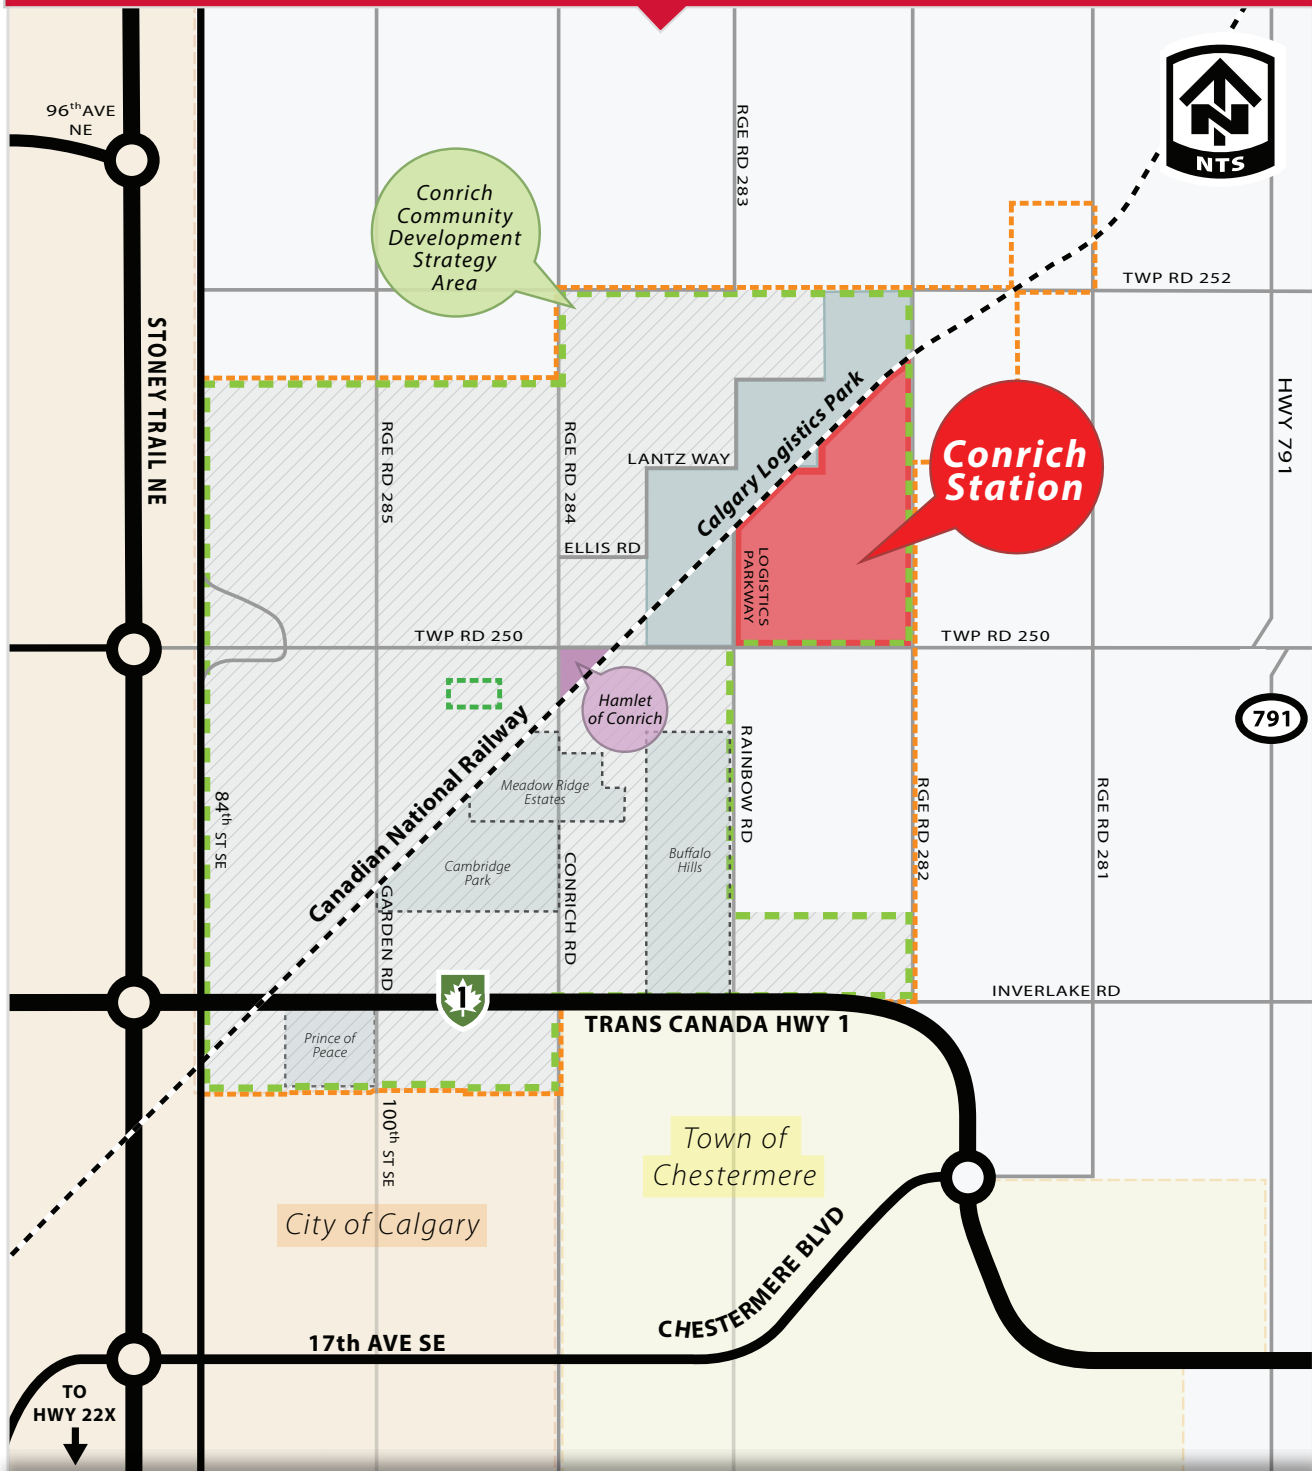 96thAVE
NE
RGE RD 283
NTS
Conrich
Community
Development
Strategy
Area
TWP RD 252
STONEY TRAIL NE
RGE RD 285
RGE RD 284
LANTZ WAY
Calgary Logistics Park
Conrich
Station
HWY 791
ELLIS RD
LOGISTICS
PARKWAY
TWP RD 250
TWP RD 250
Hamlet
of Conrich
791
Canadian National Railway
RAINBOW RD
Meadow Ridge
Estates
84th ST SE
RGE RD 282
RGE RD 281
Cambridge
Park
Buffalo
Hills
GARDEN RD
CONRICH RD
1
INVERLAKE RD
TRANS CANADA HWY 1
Prince of
Peace
100th ST SE
Town of
Chestermere
City of Calgary
CHESTERMERE BLVD
17th AVE SE
TO
HWY 22X